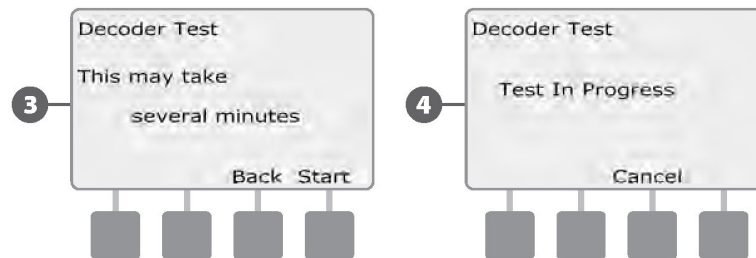 Decoder Test
This may take
several minutes
Back Start
3
Decoder Test
Test In Progress
Cancel
4